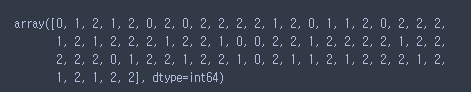 array([0, 1, 2, 1, 2, 0, 2, 0, 2, 2, 2, 2, 1, 2, 0, 1, 1, 2, 0, 2, 2, 2,
1, 2, 1, 2, 2, 2, 1, 2, 2, 1, 0, 0, 2, 2, 1, 2, 2, 2, 2, 1, 2, 2,
2, 2, 2, 0, 1, 2, 2, 1, 2, 2, 1, 0, 2, 1, 1, 2, 1, 2, 2, 2, 1, 2,
1, 2, 1, 2, 2], dtype=int64)